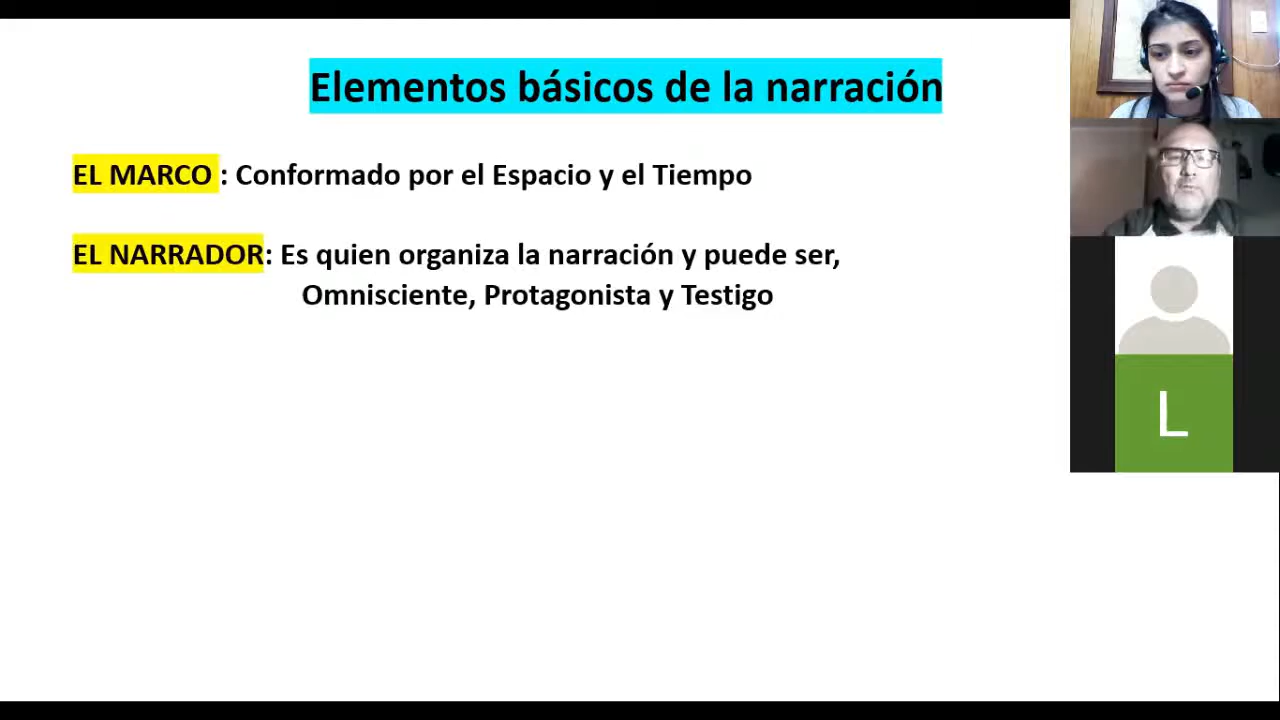 Elementos básicos de la narración
EL MARCO : Conformado por el Espacio y el Tiempo
EL NARRADOR: Es quien organiza la narración y puede ser,
Omnisciente, Protagonista y Testigo
L